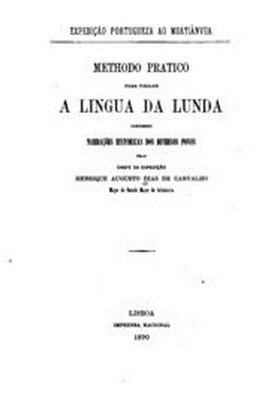 EXPEDIÇÃO PORTUGUEZA AO MUATIÂNVUA
METHODO PRATICO
PARA FALLAR
A LINGUA DA LUNDA
CONTENDO
NARRAÇÕES HISTORICAS DOS DIVERSOS POVOS
PELO
CHEFE DA EXPEDIÇÃO
HENRIQUE AUGUSTO DIAS DE CARVALHO
Major do Estado Maior de Infanteria
LISBOA
IMPRENSA NACIONAL
1890